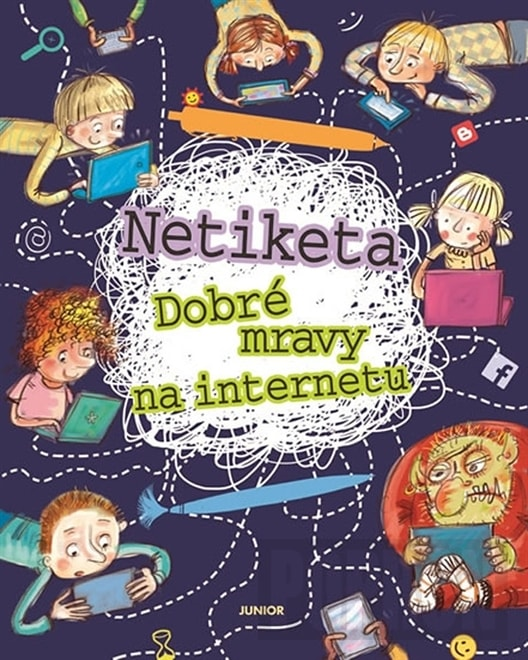 Netiketa
Dobré
mravy
na internetu
JUNIOR